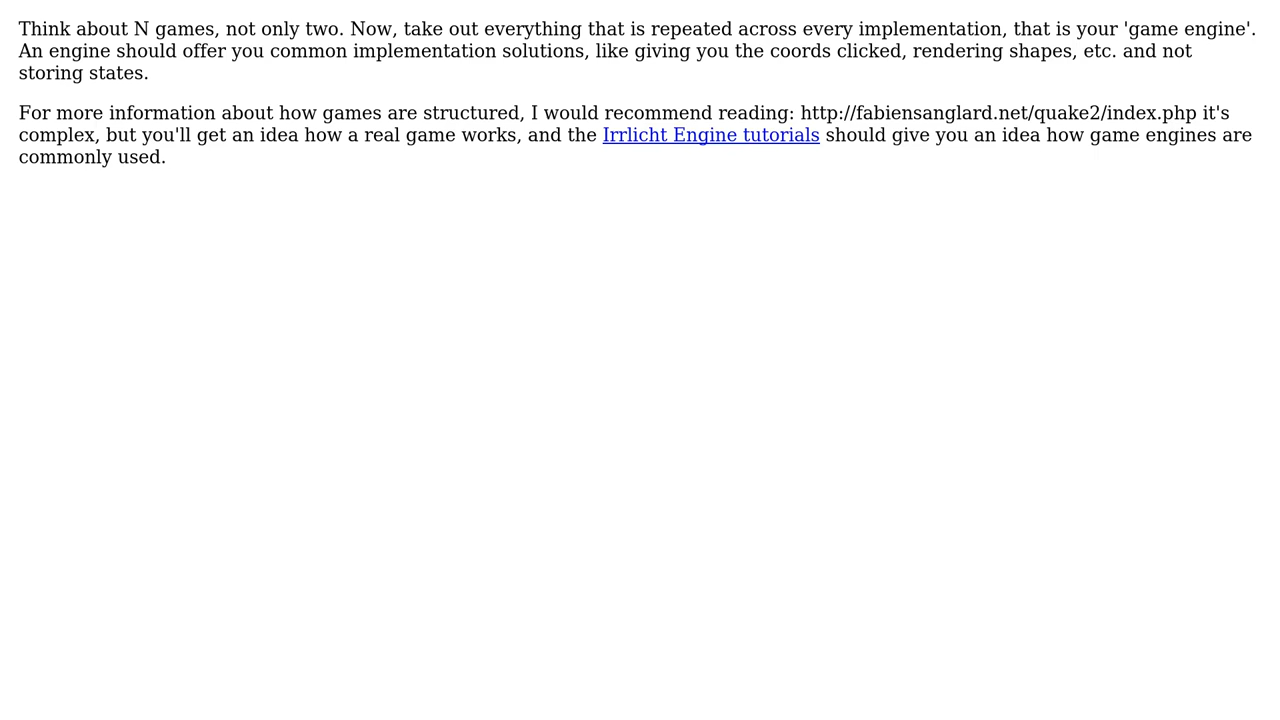 Think about N games, not only two. Now, take out everything that is repeated across every implementation, that is your 'game engine'.
An engine should offer you common implementation solutions, like giving you the coords clicked, rendering shapes, etc. and not
storing states.
For more information about how games are structured, I would recommend reading: http://fabiensanglard.net/quake2/index.php it's
complex, but you'll get an idea how a real game works, and the Irrlicht Engine tutorials should give you an idea how game engines are
commonly used.